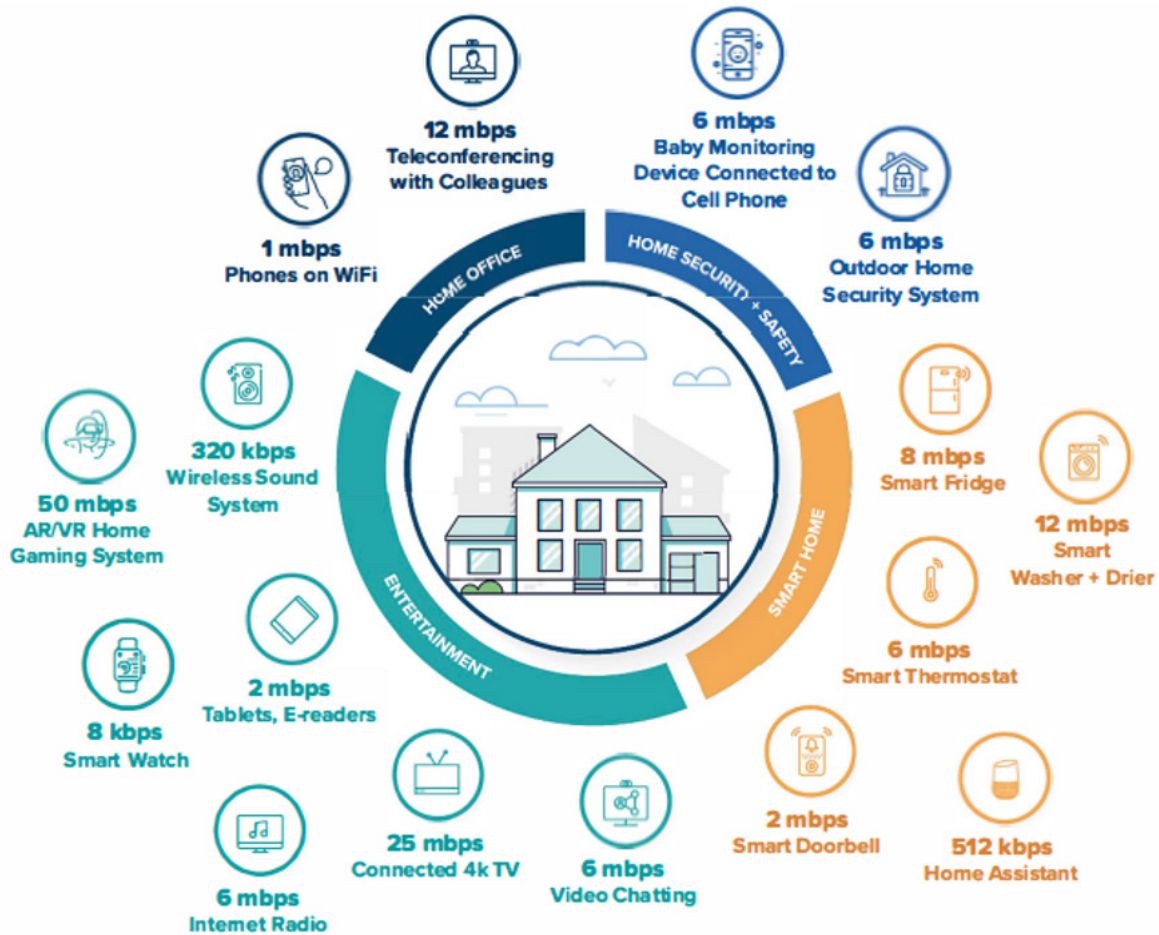 12 mbps
Teleconferencing
with Colleagues
6 mbps
Baby Monitoring
Device Connected to
Cell Phone
1 mbps
Phones on WiFi
6 mbps
Outdoor Home
Security System
HOME OFFICE
HOME SECURITY + SAFETY
320 kbps
Wireless Sound
System
50 mbps
AR/VR Home
Gaming System
8 mbps
Smart Fridge
12 mbps
Smart
Washer + Drier
ENTERTAINMENT
SMART HOME
2 mbps
Tablets, E-readers
6 mbps
Smart Thermostat
8 kbps
Smart Watch
25 mbps
Connected 4k TV
6 mbps
Video Chatting
2 mbps
Smart Doorbell
512 kbps
Home Assistant
6 mbps
Internet Radio